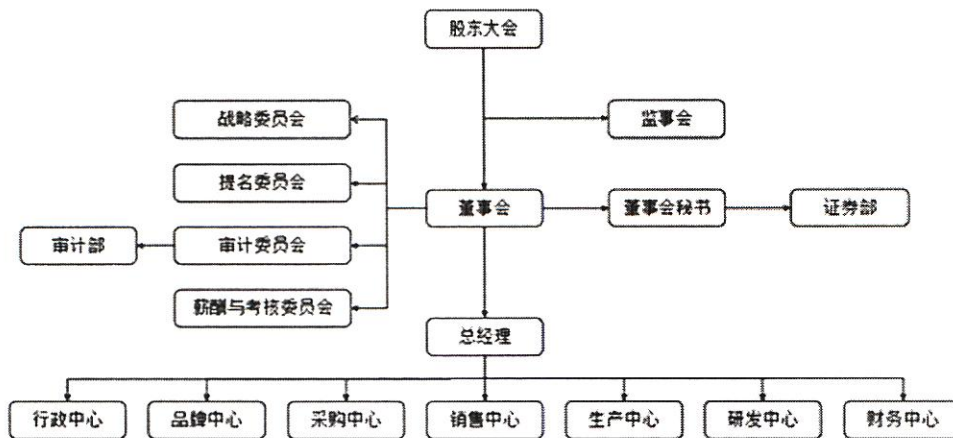 股东大会
战略委员会
监事会
提名委员会
董事会
董事会秘书
证券部
审计部
审计委员会
薪酬与考核委员会
总经理
行政中心
品牌中心
采购中心
销售中心
生产中心
研发中心
财务中心